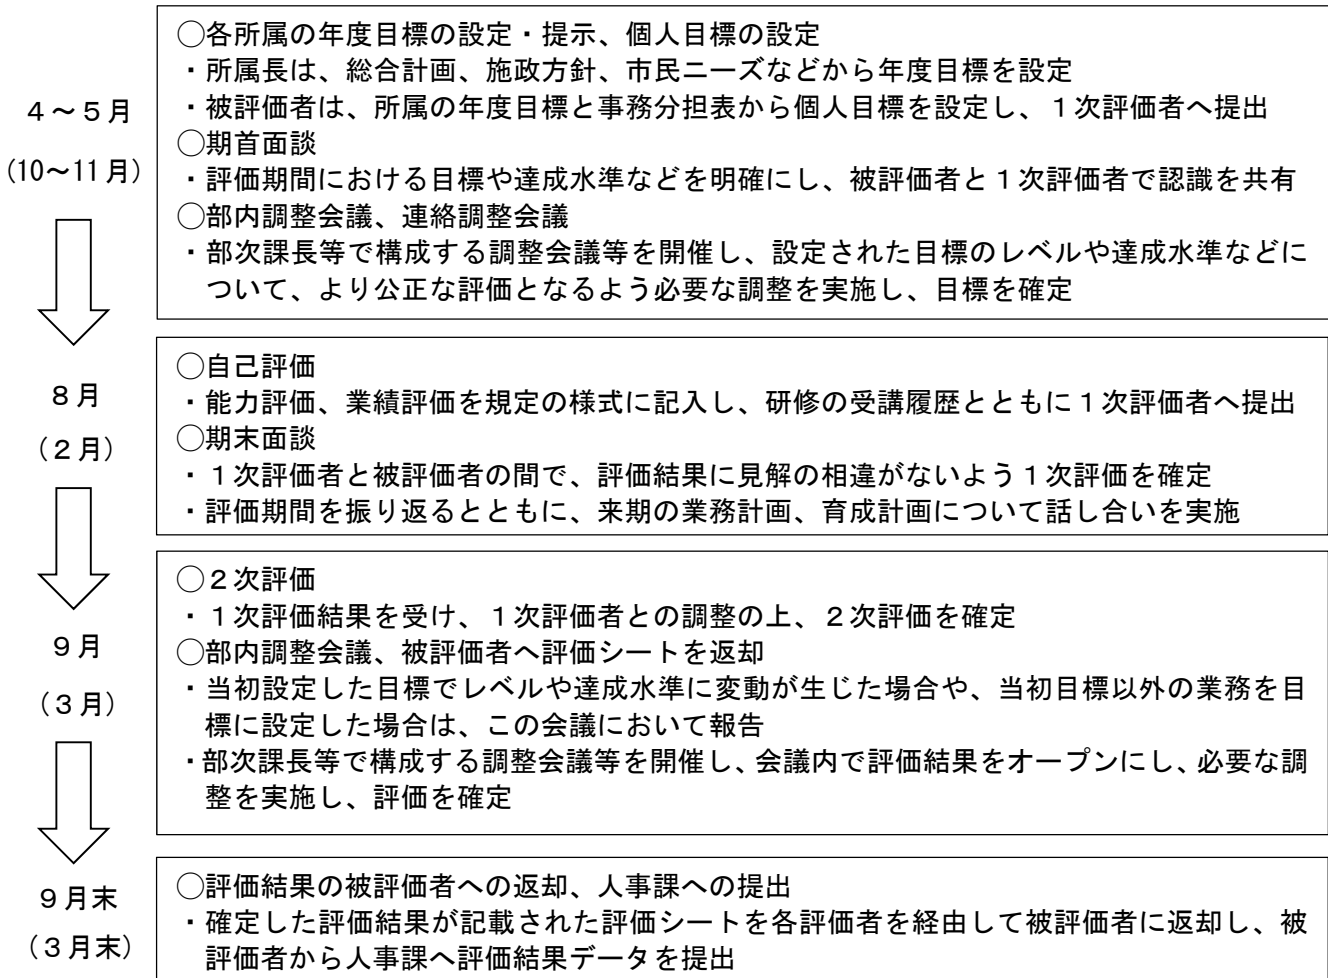 4～5月
(10～11月)
○各所属の年度目標の設定・提示、個人目標の設定
・所属長は、総合計画、施政方針、市民ニーズなどから年度目標を設定
・被評価者は、所属の年度目標と事務分担表から個人目標を設定し、１次評価者へ提出
○期首面談
・評価期間における目標や達成水準などを明確にし、被評価者と１次評価者で認識を共有
○部内調整会議、連絡調整会議
・部次課長等で構成する調整会議等を開催し、設定された目標のレベルや達成水準などに
ついて、より公正な評価となるよう必要な調整を実施し、目標を確定
８月
(２月)
○自己評価
・能力評価、業績評価を規定の様式に記入し、研修の受講履歴とともに１次評価者へ提出
○期末面談
・１次評価者と被評価者の間で、評価結果に見解の相違がないよう１次評価を確定
・評価期間を振り返るとともに、来期の業務計画、育成計画について話し合いを実施
９月
(３月)
○２次評価
・１次評価結果を受け、１次評価者との調整の上、２次評価を確定
○部内調整会議、被評価者へ評価シートを返却
・当初設定した目標でレベルや達成水準に変動が生じた場合や、当初目標以外の業務を目
標に設定した場合は、この会議において報告
・部次課長等で構成する調整会議等を開催し、会議内で評価結果をオープンにし、必要な調
整を実施し、評価を確定
９月末
(３月末)
○評価結果の被評価者への返却、人事課への提出
・確定した評価結果が記載された評価シートを各評価者を経由して被評価者に返却し、被
評価者から人事課へ評価結果データを提出